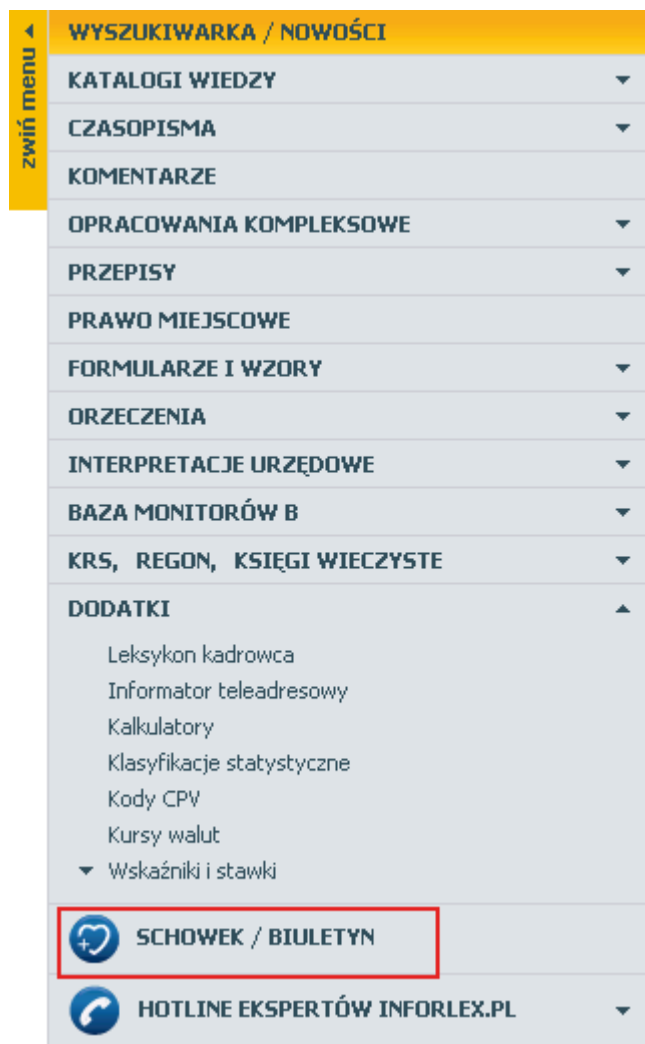 zwiń menu
WYSZUKIWARKA / NOWOŚCI
KATALOGI WIEDZY
CZASOPISMA
KOMENTARZE
OPRACOWANIA KOMPLEKSOWE
PRZEPISY
PRAWO MIEJSCOWE
FORMULARZE I WZORY
ORZECZENIA
INTERPRETACJE URZĘDOWE
BAZA MONITORÓW B
KRS, REGON, KSIĘGI WIECZYSTE
DODATKI
Leksykon kadrowca
Informator teleadresowy
Kalkulatory
Klasyfikacje statystyczne
Kody CPV
Kursy walut
Wskaźniki i stawki
SCHOWEK / BIULETYN
HOTLINE EKSPERTÓW INFORLEX.PL